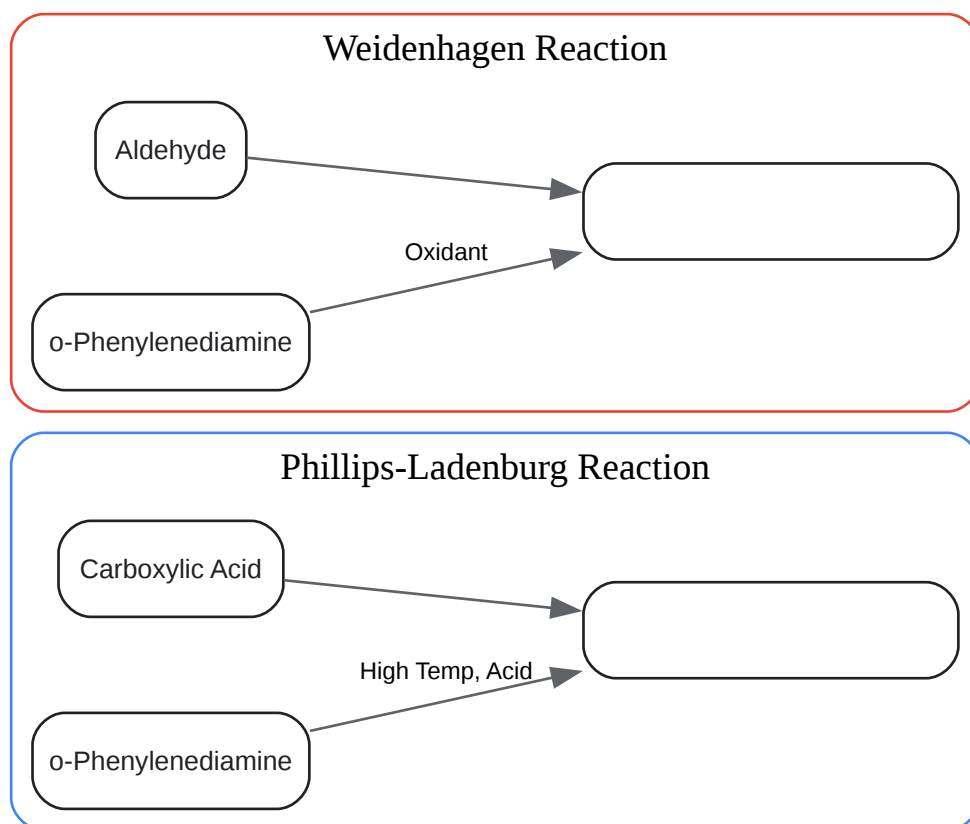 Weidenhagen Reaction
Aldehyde
Oxidant
o-Phenylenediamine
Phillips-Ladenburg Reaction
Carboxylic Acid
High Temp, Acid
o-Phenylenediamine